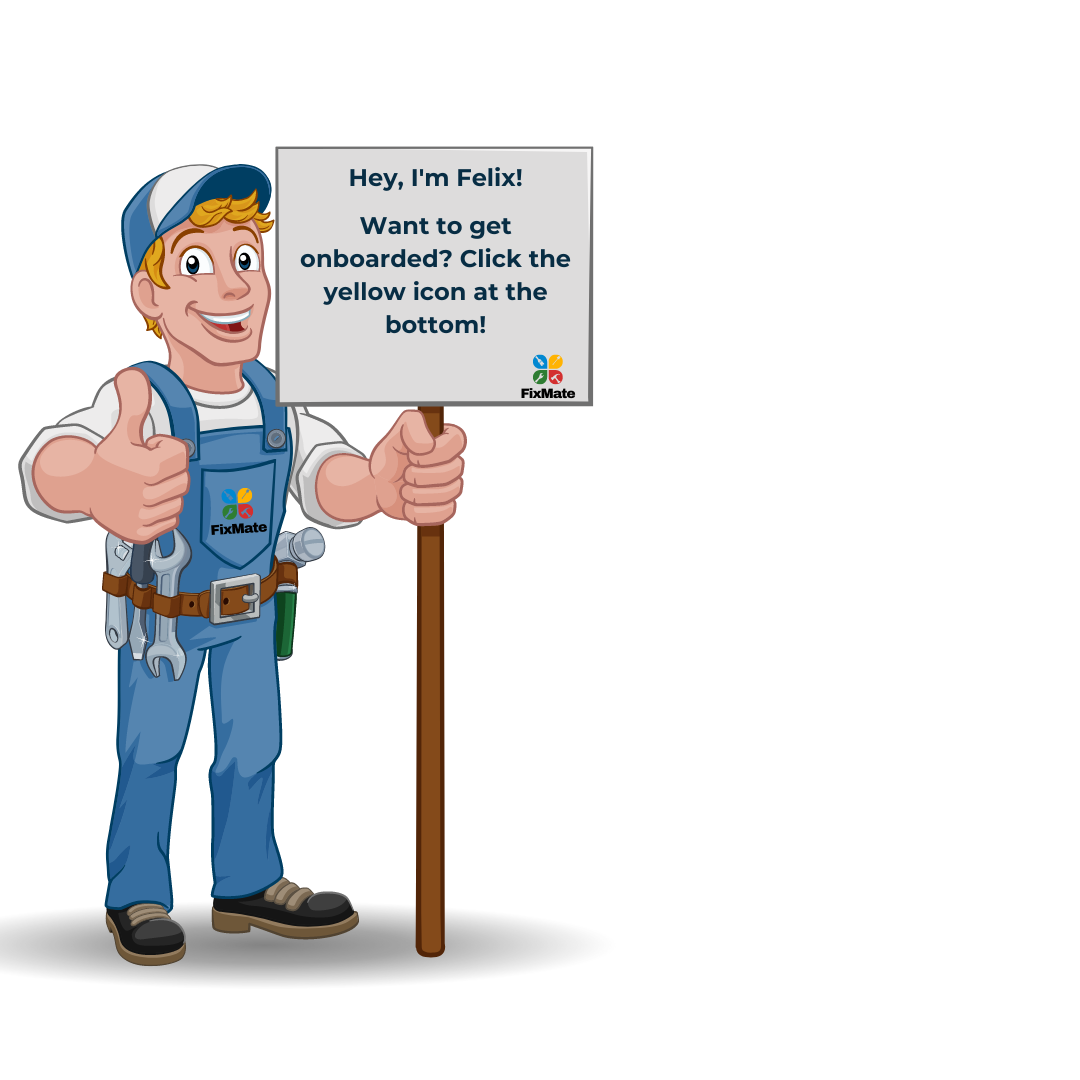 Hey, I'm Felix!
Want to get
onboarded? Click the
yellow icon at the
bottom!
FixMate
FixMate